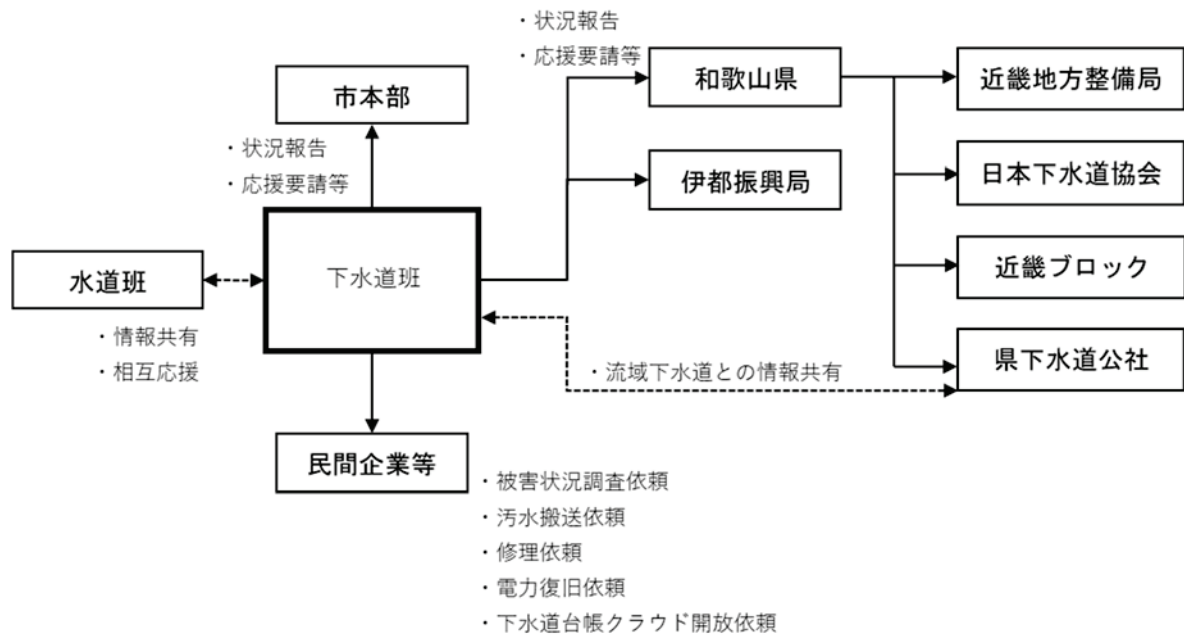 ・状況報告
・応援要請等
和歌山県
近畿地方整備局
市本部
・状況報告
・応援要請等
伊都振興局
日本下水道協会
水道班
下水道班
近畿ブロック
・情報共有
・相互応援
・流域下水道との情報共有
県下水道公社
民間企業等
・被害状況調査依頼
・汚水搬送依頼
・修理依頼
・電力復旧依頼
・下水道台帳クラウド開放依頼